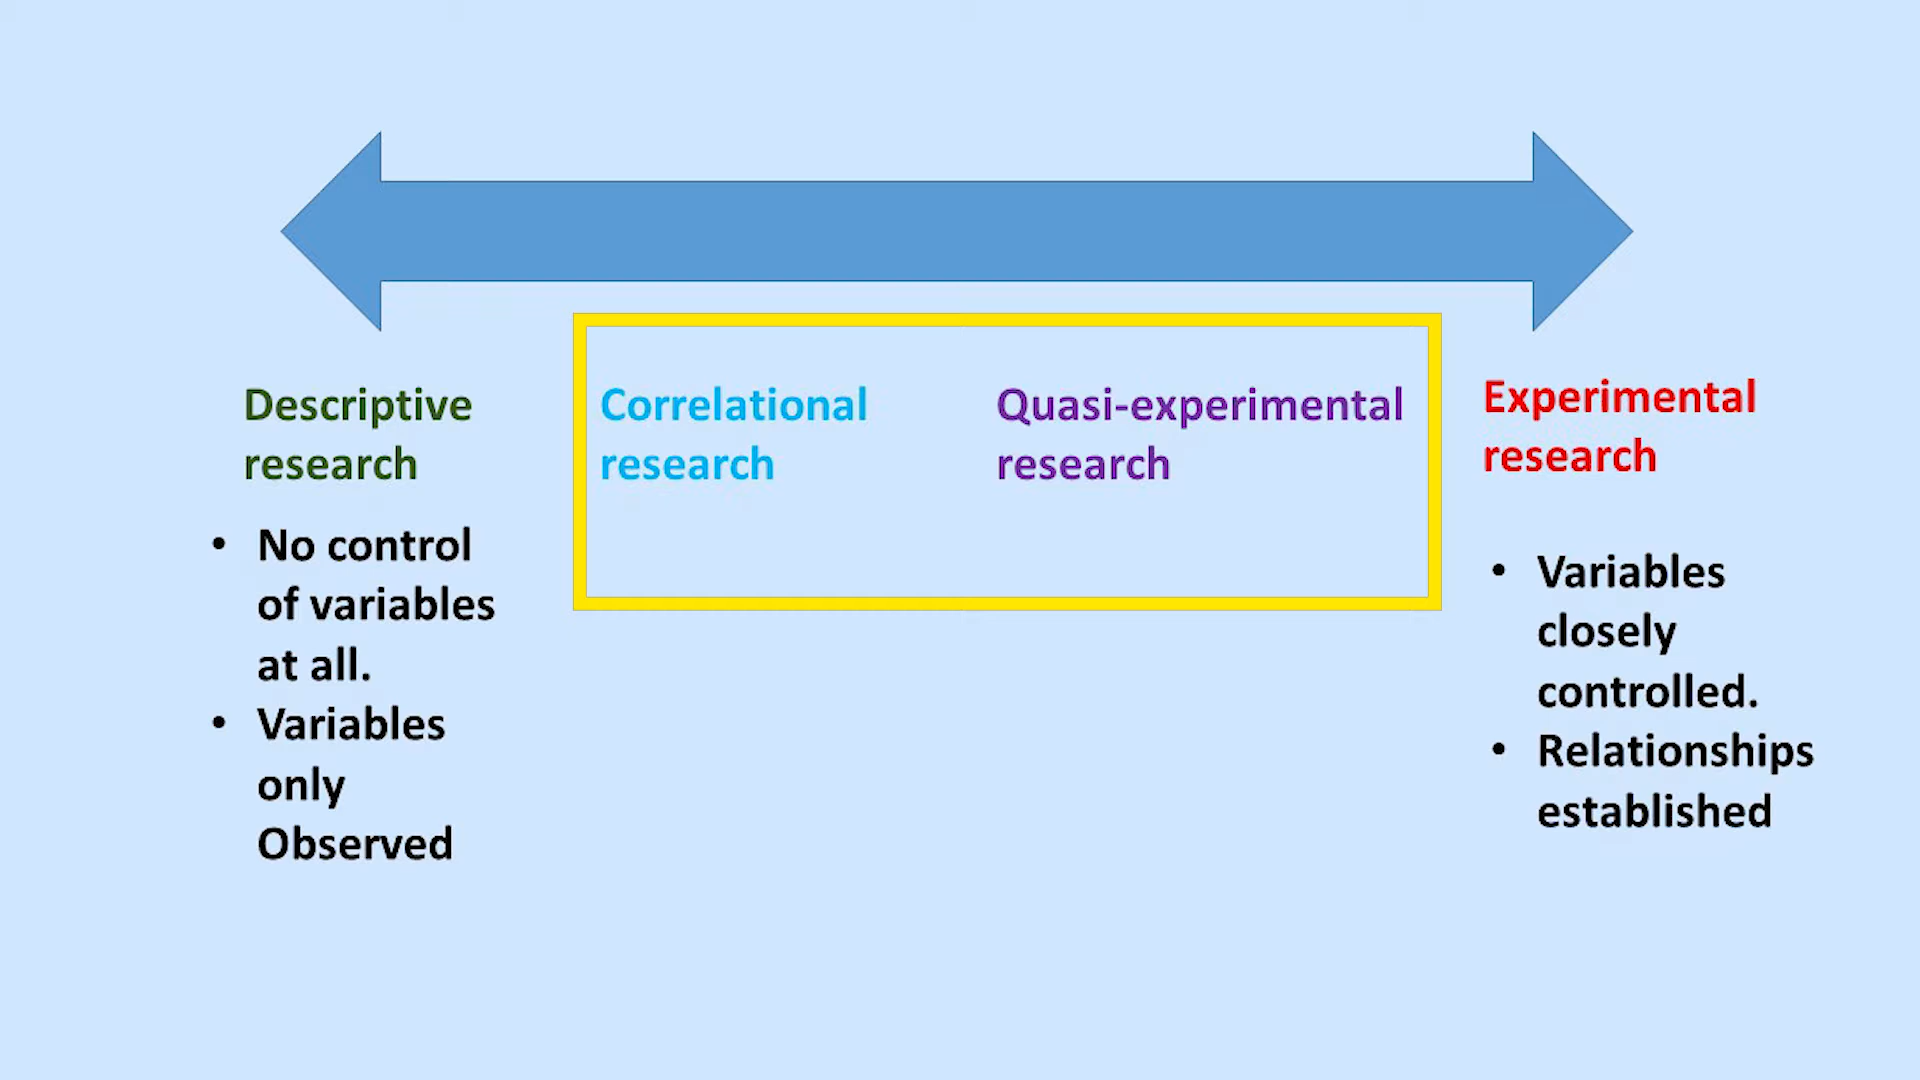 Descriptive
research
• No control
of variables
at all.
• Variables
only
Observed
Correlational
research
Quasi-experimental
research
Experimental
research
• Variables
closely
controlled.
• Relationships
established